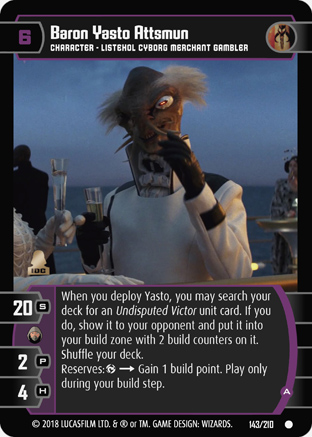 6
Baron Yasto Attsmun
CHARACTER - LISTEHOL CYBORG MERCHANT GAMBLER
IDC
20 S
2 P
4 H
When you deploy Yasto, you may search your
deck for an Undisputed Victor unit card. If you
do, show it to your opponent and put it into
your build zone with 2 build counters on it.
Shuffle your deck.
Reserves: → Gain 1 build point. Play only
during your build step.
A
© 2018 LUCASFILM LTD. & ® or TM. GAME DESIGN: WIZARDS. 143/210